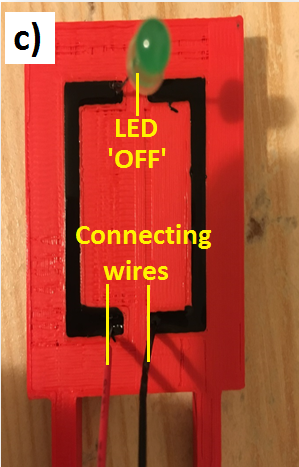 c)
LED
'OFF'
Connecting
wires